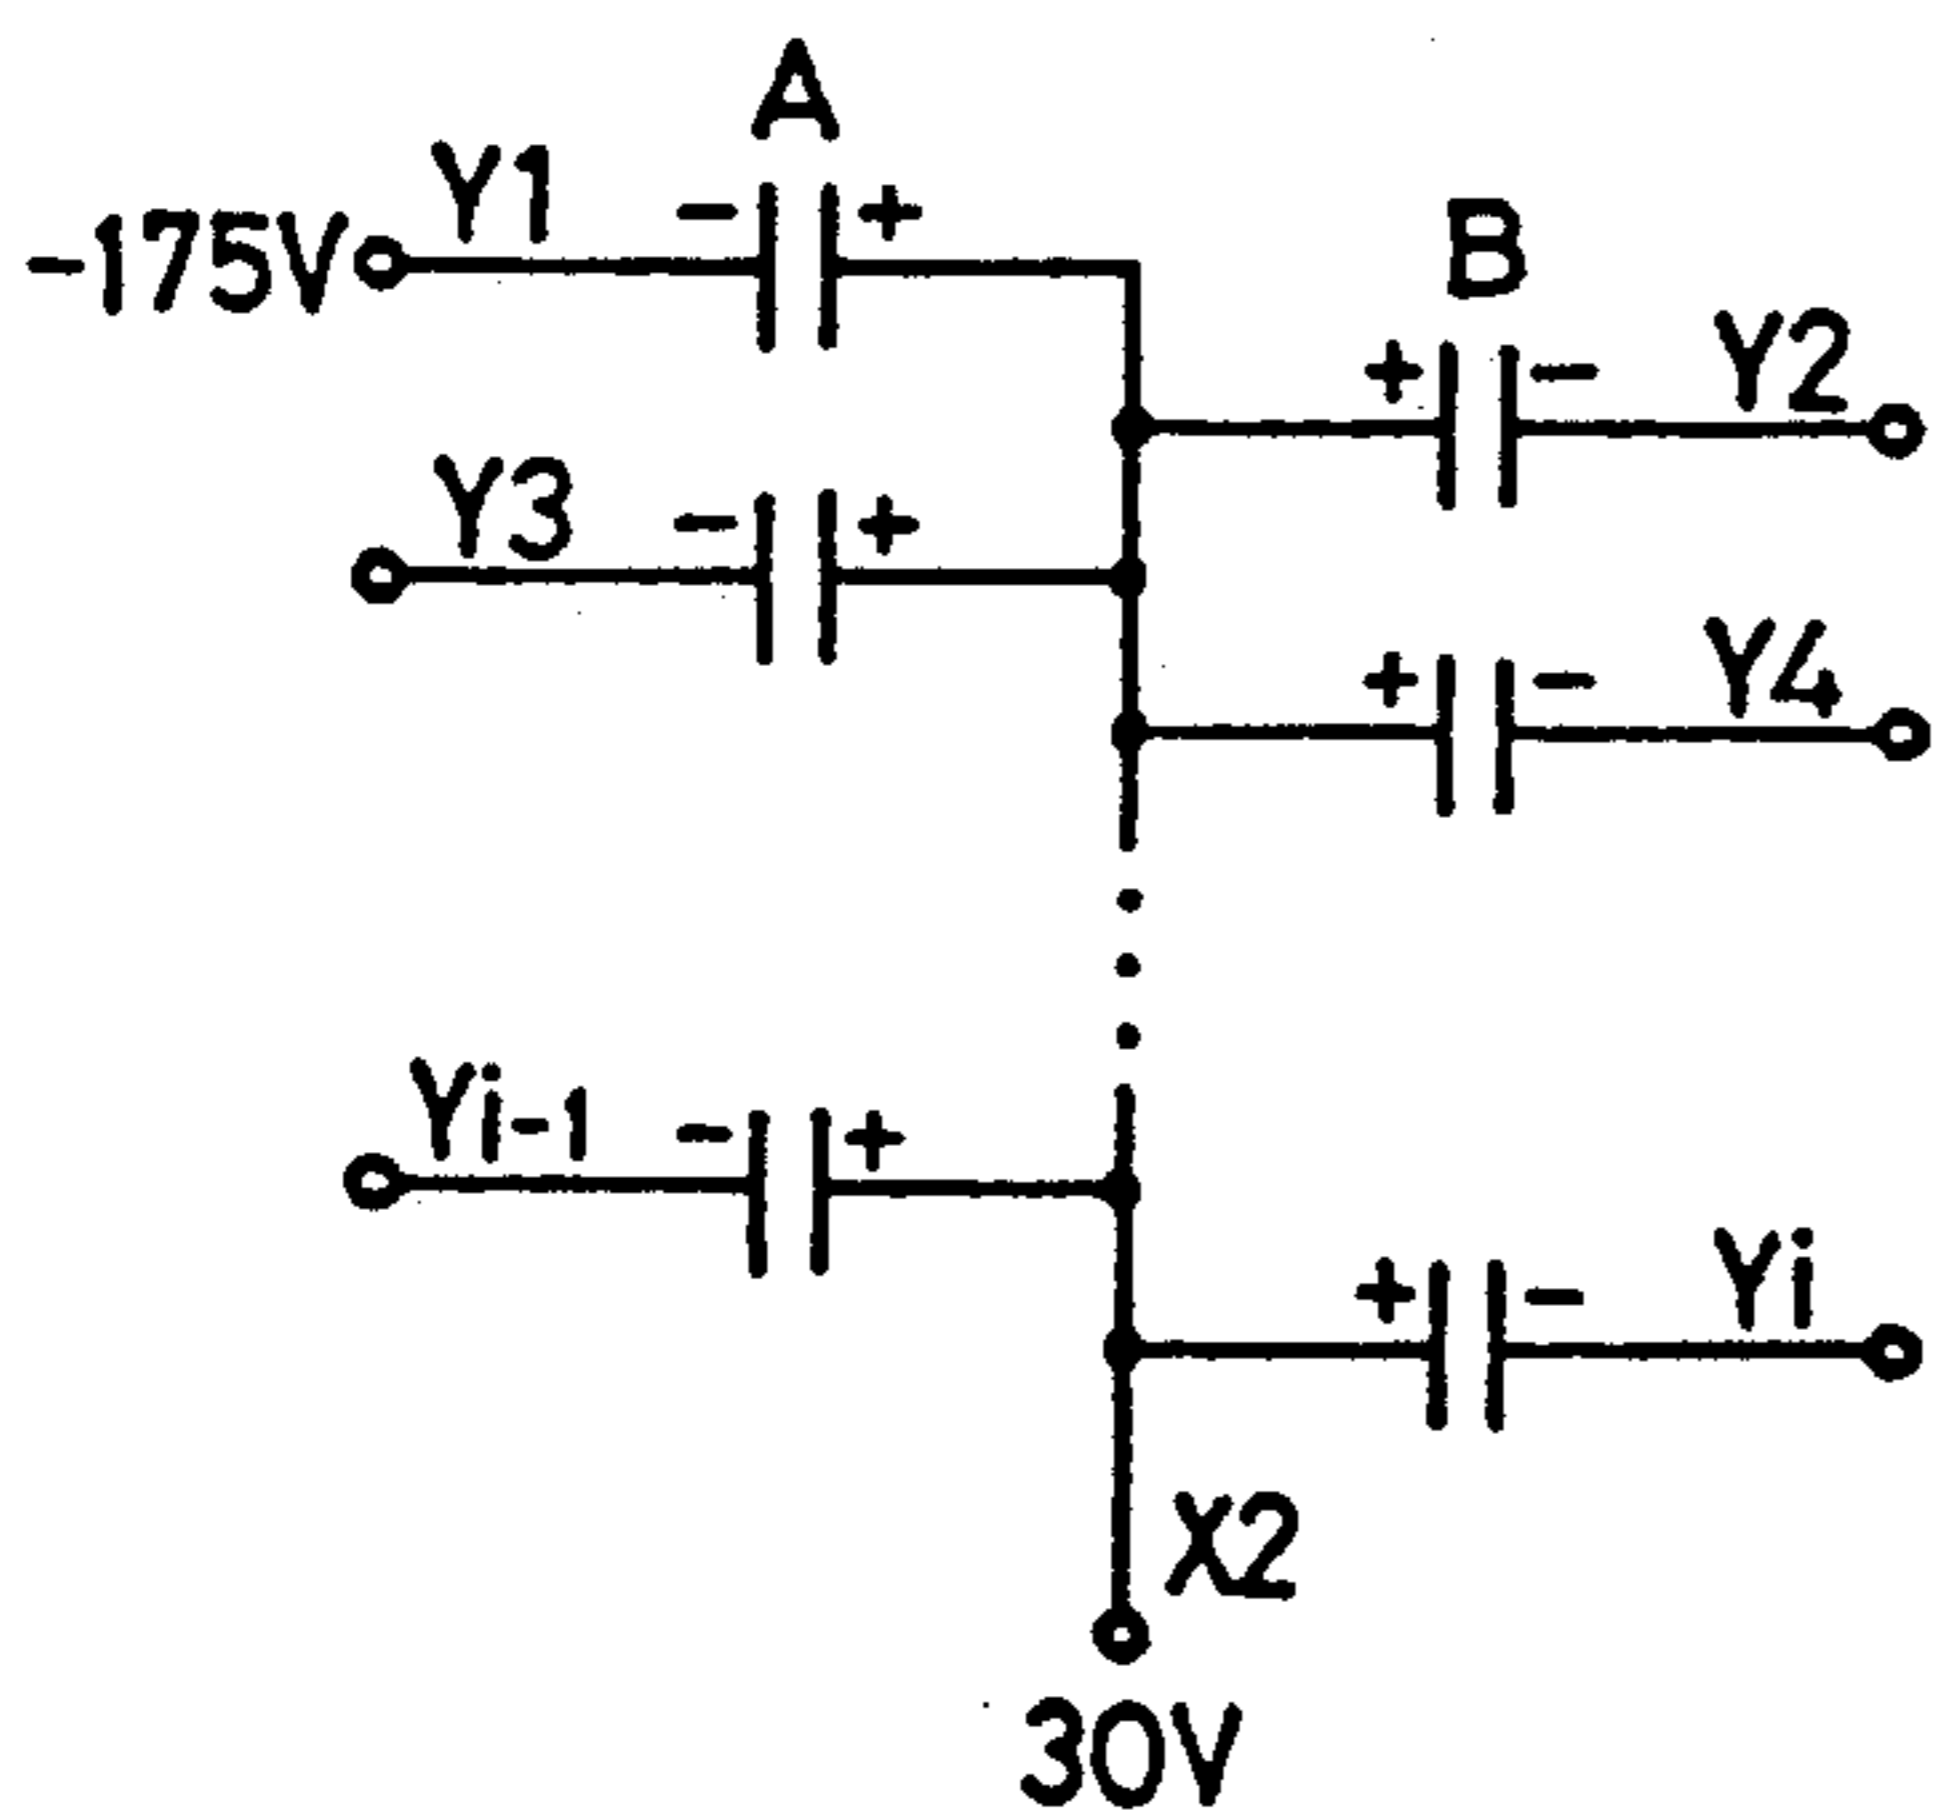 A
Y1
- +
-175V
B
+ -
Y2
Y3
- +
Y4
+ -
Yi-1
- +
Yi
+ -
X2
30V